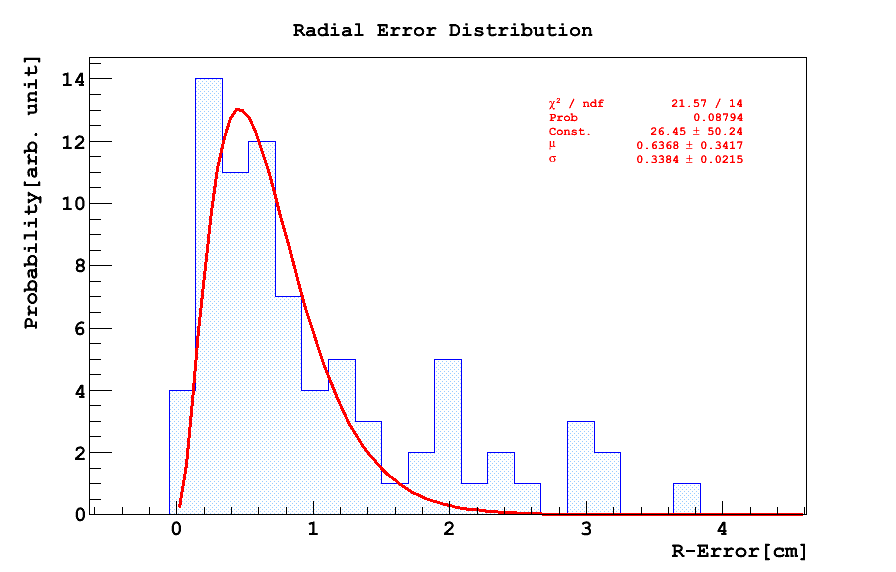 Radial Error Distribution
Probability[arb. unit]
14
12
10
8
6
4
2
0
χ² / ndf 21.57 / 14
Prob 0.08794
Const. 26.45 ± 50.24
μ 0.6368 ± 0.3417
σ 0.3384 ± 0.0215
0 1 2 3 4
R-Error[cm]